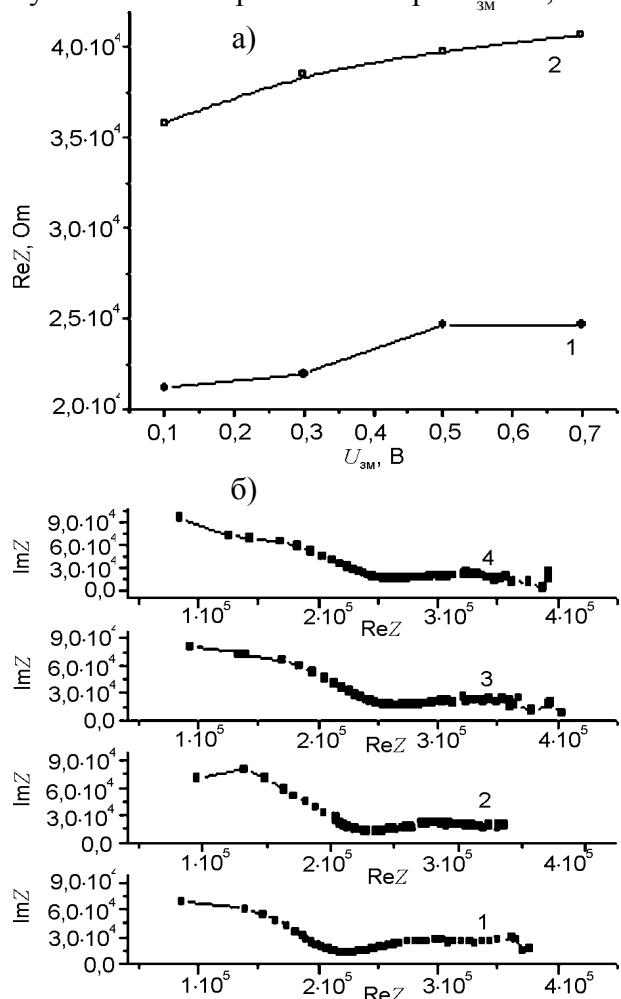 зм
а)
4,0·10⁴
2
3,5·10⁴
ReZ, Om
3,0·10⁴
2,5·10⁴
1
2,0·10⁴
0,1 0,2 0,3 0,4 0,5 0,6 0,7
Uзм, В
б)
9,0·10⁴
6,0·10⁴
3,0·10⁴
0,0
ImZ
4
1·10⁵ 2·10⁵ 3·10⁵ 4·10⁵
ReZ
9,0·10⁴
6,0·10⁴
3,0·10⁴
0,0
ImZ
3
1·10⁵ 2·10⁵ 3·10⁵ 4·10⁵
ReZ
9,0·10⁴
6,0·10⁴
3,0·10⁴
0,0
ImZ
2
1·10⁵ 2·10⁵ 3·10⁵ 4·10⁵
ReZ
9,0·10⁴
6,0·10⁴
3,0·10⁴
0,0
ImZ
1
1·10⁵ 2·10⁵ 3·10⁵ 4·10⁵
ReZ